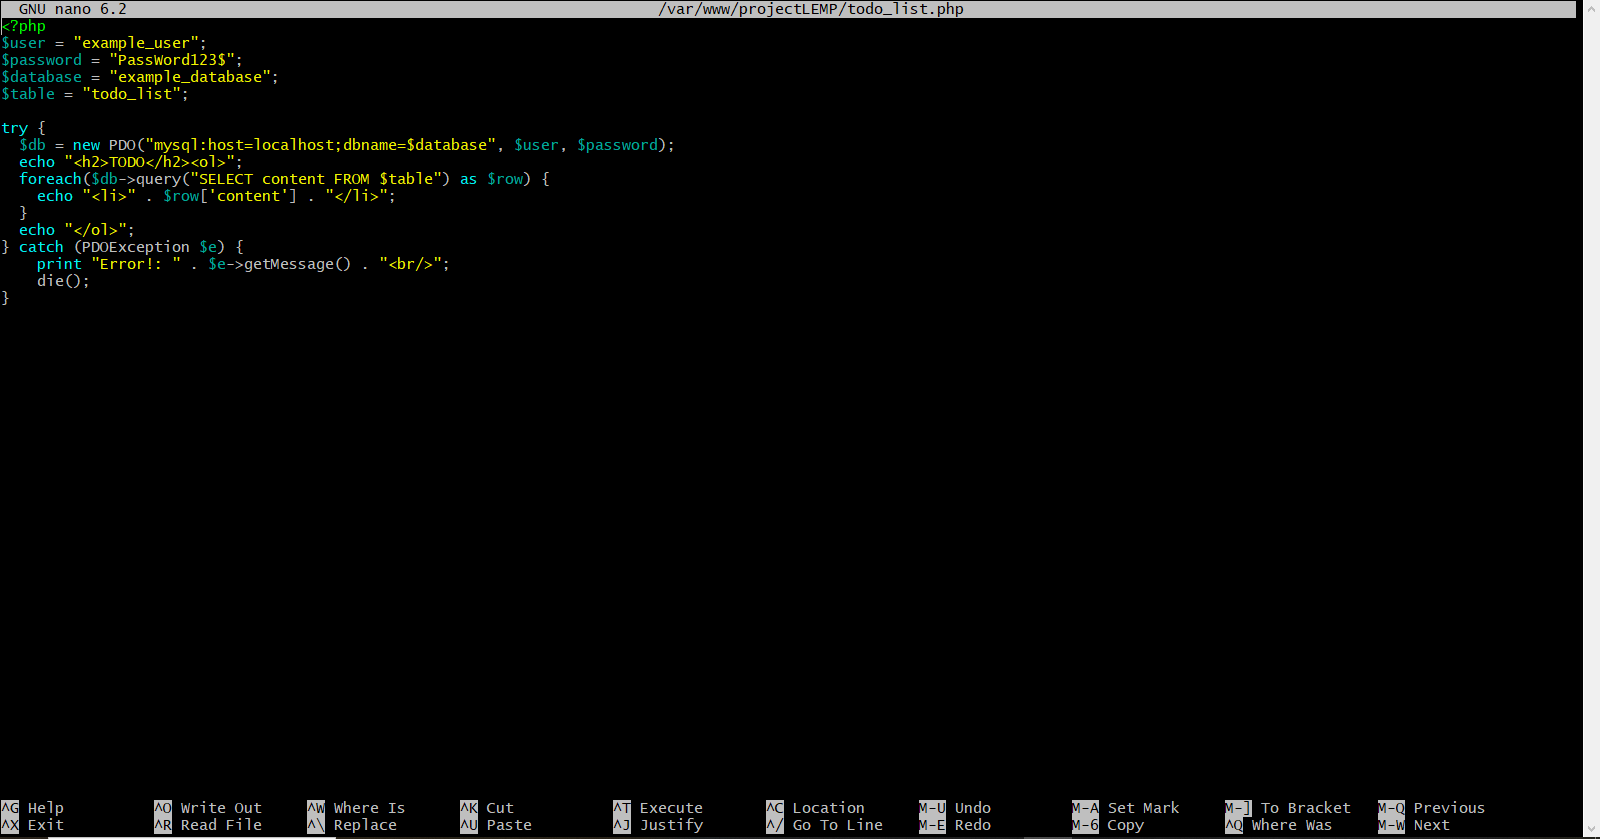 GNU nano 6.2 /var/www/projectLEMP/todo_list.php
<?php
$user = "example_user";
$password = "PassWord123$";
$database = "example_database";
$table = "todo_list";

try {
  $db = new PDO("mysql:host=localhost;dbname=$database", $user, $password);
  echo "<h2>TODO</h2><ol>";
  foreach($db->query("SELECT content FROM $table") as $row) {
    echo "<li>" . $row['content'] . "</li>";
  }
  echo "</ol>";
} catch (PDOException $e) {
    print "Error!: " . $e->getMessage() . "<br/>";
    die();
}
^G Help ^O Write Out ^W Where Is ^K Cut ^T Execute ^C Location M-U Undo M-A Set Mark M-] To Bracket M-Q Previous
^X Exit ^R Read File ^\ Replace ^U Paste ^J Justify ^/ Go To Line M-E Redo M-6 Copy ^Q Where Was M-W Next